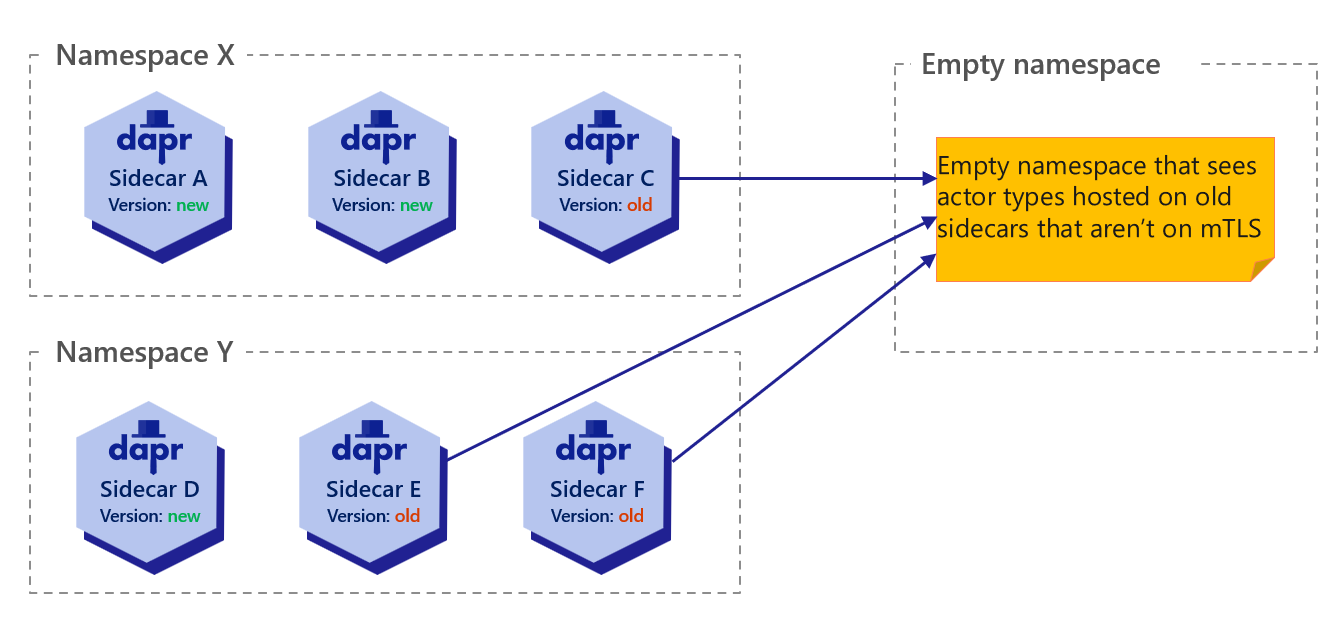 Namespace X
Empty namespace
dapr
Sidecar A
Version: new
dapr
Sidecar B
Version: new
dapr
Sidecar C
Version: old
Empty namespace that sees
actor types hosted on old
sidecars that aren't on mTLS
Namespace Y
dapr
Sidecar D
Version: new
dapr
Sidecar E
Version: old
dapr
Sidecar F
Version: old